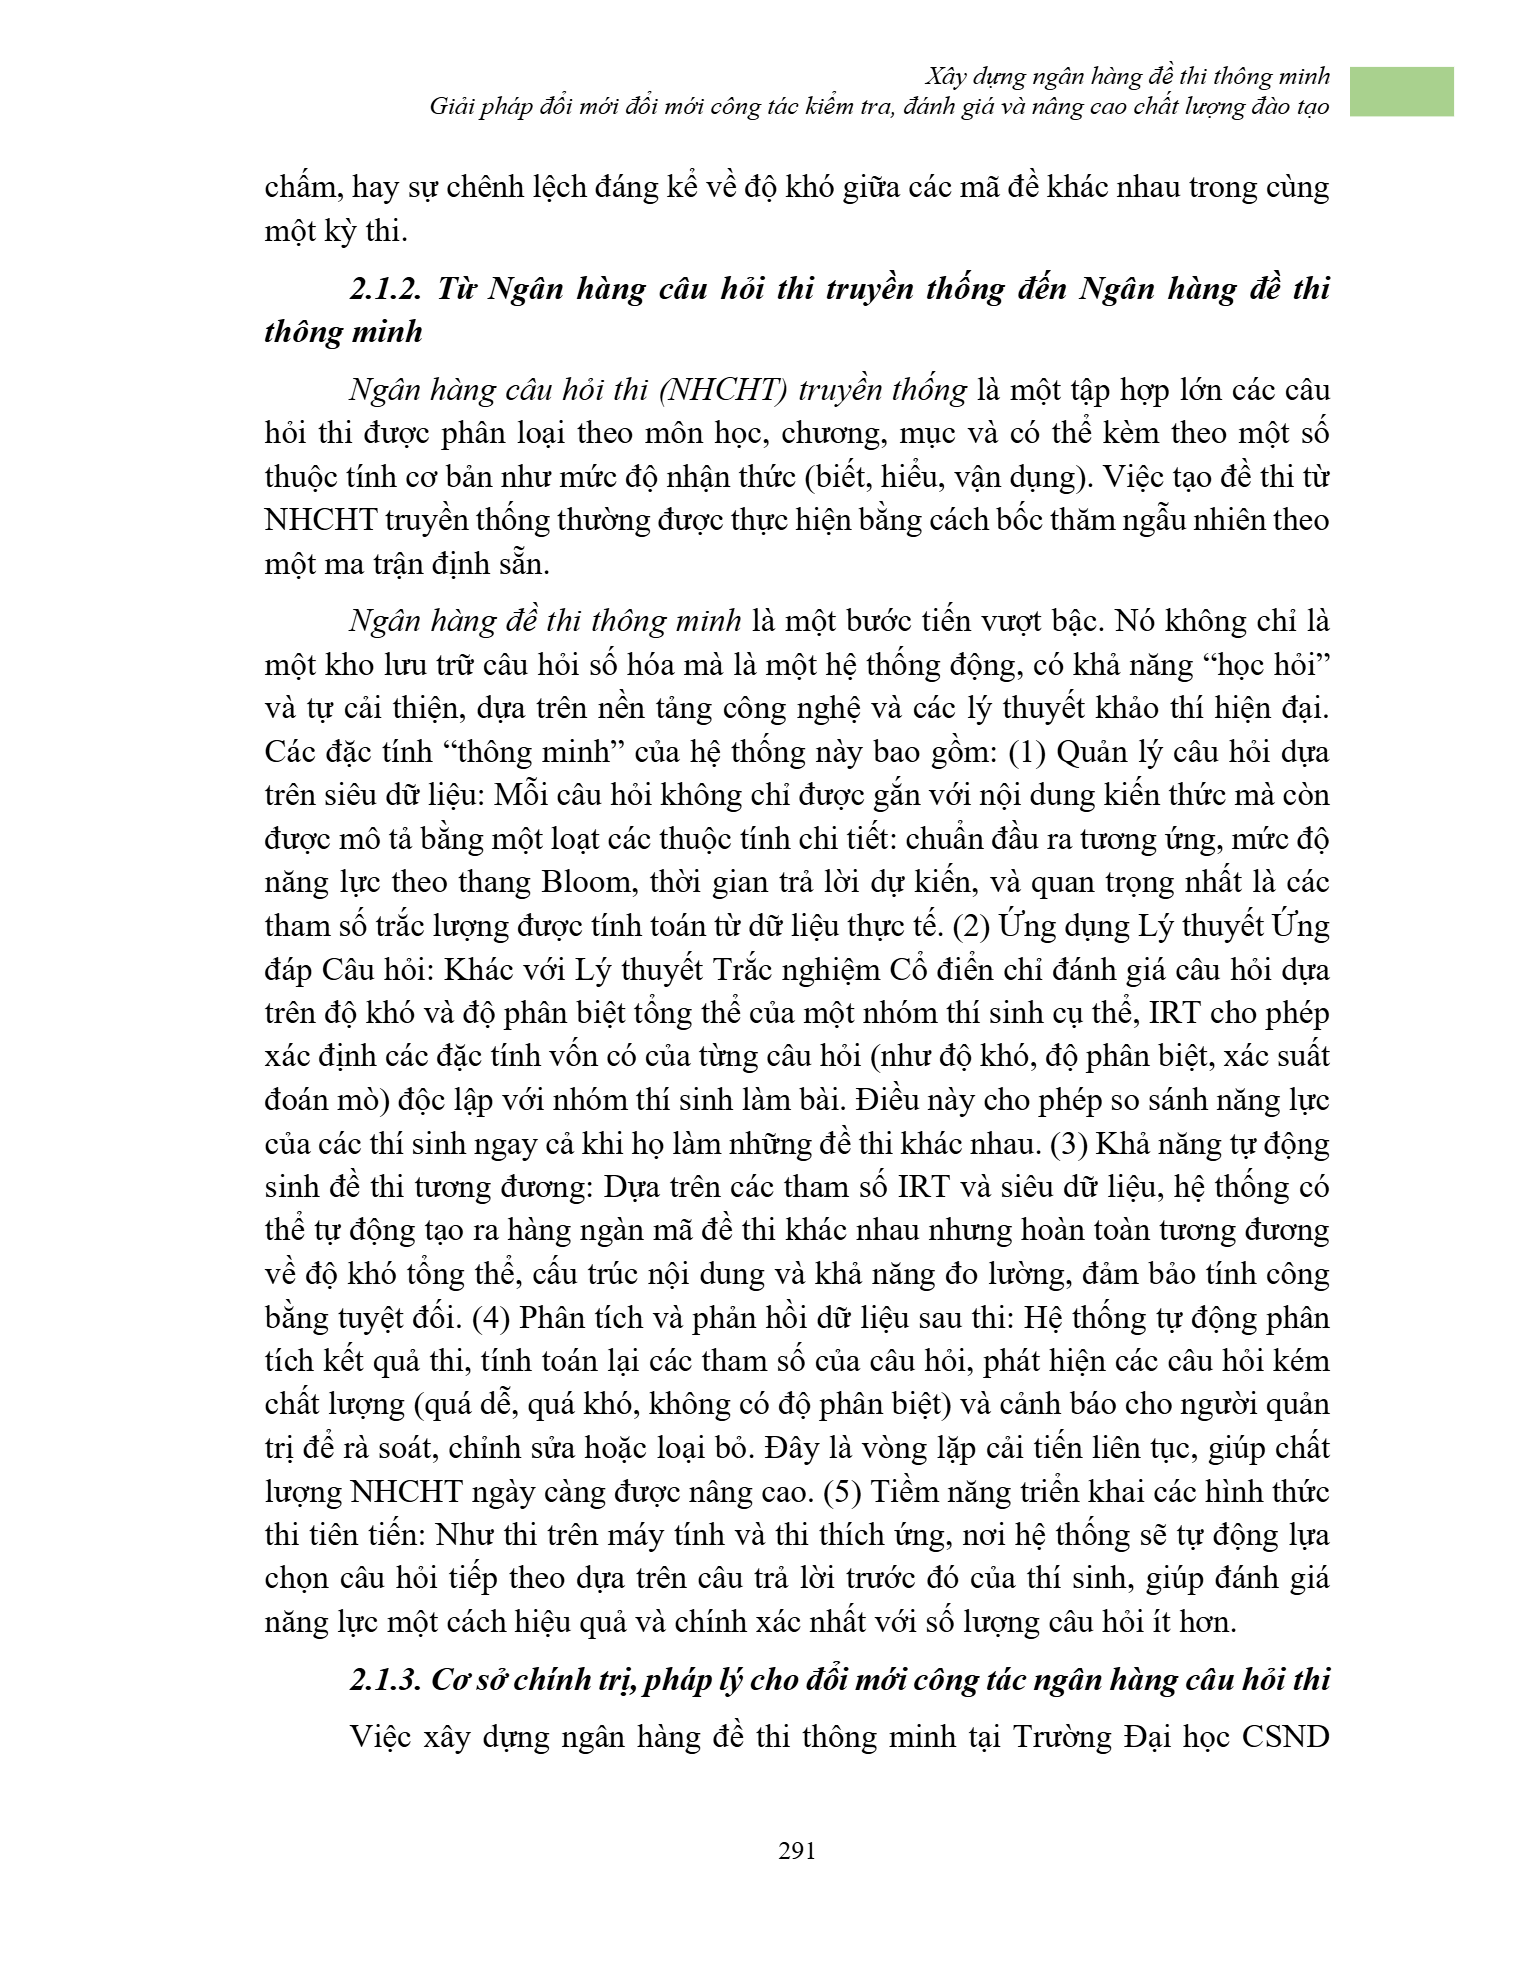 Xây dựng ngân hàng đề thi thông minh
Giải pháp đổi mới đổi mới công tác kiểm tra, đánh giá và nâng cao chất lượng đào tạo
chấm, hay sự chênh lệch đáng kể về độ khó giữa các mã đề khác nhau trong cùng
một kỳ thi.
2.1.2. Từ Ngân hàng câu hỏi thi truyền thống đến Ngân hàng đề thi
thông minh
Ngân hàng câu hỏi thi (NHCHT) truyền thống là một tập hợp lớn các câu
hỏi thi được phân loại theo môn học, chương, mục và có thể kèm theo một số
thuộc tính cơ bản như mức độ nhận thức (biết, hiểu, vận dụng). Việc tạo đề thi từ
NHCHT truyền thống thường được thực hiện bằng cách bốc thăm ngẫu nhiên theo
một ma trận định sẵn.
Ngân hàng đề thi thông minh là một bước tiến vượt bậc. Nó không chỉ là
một kho lưu trữ câu hỏi số hóa mà là một hệ thống động, có khả năng “học hỏi”
và tự cải thiện, dựa trên nền tảng công nghệ và các lý thuyết khảo thí hiện đại.
Các đặc tính “thông minh” của hệ thống này bao gồm: (1) Quản lý câu hỏi dựa
trên siêu dữ liệu: Mỗi câu hỏi không chỉ được gắn với nội dung kiến thức mà còn
được mô tả bằng một loạt các thuộc tính chi tiết: chuẩn đầu ra tương ứng, mức độ
năng lực theo thang Bloom, thời gian trả lời dự kiến, và quan trọng nhất là các
tham số trắc lượng được tính toán từ dữ liệu thực tế. (2) Ứng dụng Lý thuyết Ứng
đáp Câu hỏi: Khác với Lý thuyết Trắc nghiệm Cổ điển chỉ đánh giá câu hỏi dựa
trên độ khó và độ phân biệt tổng thể của một nhóm thí sinh cụ thể, IRT cho phép
xác định các đặc tính vốn có của từng câu hỏi (như độ khó, độ phân biệt, xác suất
đoán mò) độc lập với nhóm thí sinh làm bài. Điều này cho phép so sánh năng lực
của các thí sinh ngay cả khi họ làm những đề thi khác nhau. (3) Khả năng tự động
sinh đề thi tương đương: Dựa trên các tham số IRT và siêu dữ liệu, hệ thống có
thể tự động tạo ra hàng ngàn mã đề thi khác nhau nhưng hoàn toàn tương đương
về độ khó tổng thể, cấu trúc nội dung và khả năng đo lường, đảm bảo tính công
bằng tuyệt đối. (4) Phân tích và phản hồi dữ liệu sau thi: Hệ thống tự động phân
tích kết quả thi, tính toán lại các tham số của câu hỏi, phát hiện các câu hỏi kém
chất lượng (quá dễ, quá khó, không có độ phân biệt) và cảnh báo cho người quản
trị để rà soát, chỉnh sửa hoặc loại bỏ. Đây là vòng lặp cải tiến liên tục, giúp chất
lượng NHCHT ngày càng được nâng cao. (5) Tiềm năng triển khai các hình thức
thi tiên tiến: Như thi trên máy tính và thi thích ứng, nơi hệ thống sẽ tự động lựa
chọn câu hỏi tiếp theo dựa trên câu trả lời trước đó của thí sinh, giúp đánh giá
năng lực một cách hiệu quả và chính xác nhất với số lượng câu hỏi ít hơn.
2.1.3. Cơ sở chính trị, pháp lý cho đổi mới công tác ngân hàng câu hỏi thi
Việc xây dựng ngân hàng đề thi thông minh tại Trường Đại học CSND
291